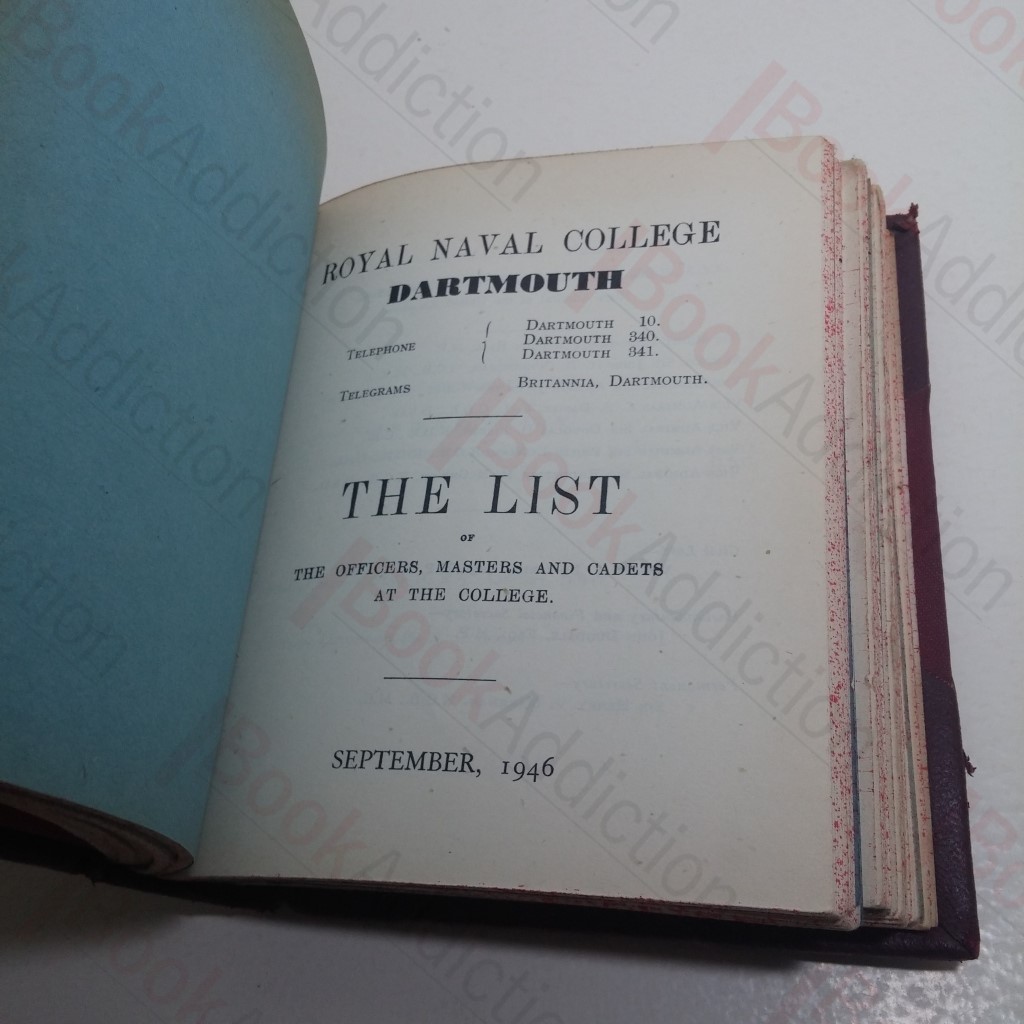 ROYAL NAVAL COLLEGE
DARTMOUTH
TELEPHONE { DARTMOUTH 10.
DARTMOUTH 340.
DARTMOUTH 341.
TELEGRAMS BRITANNIA, DARTMOUTH.
THE LIST
OF
THE OFFICERS, MASTERS AND CADETS
AT THE COLLEGE.
SEPTEMBER, 1946
BookAddiction